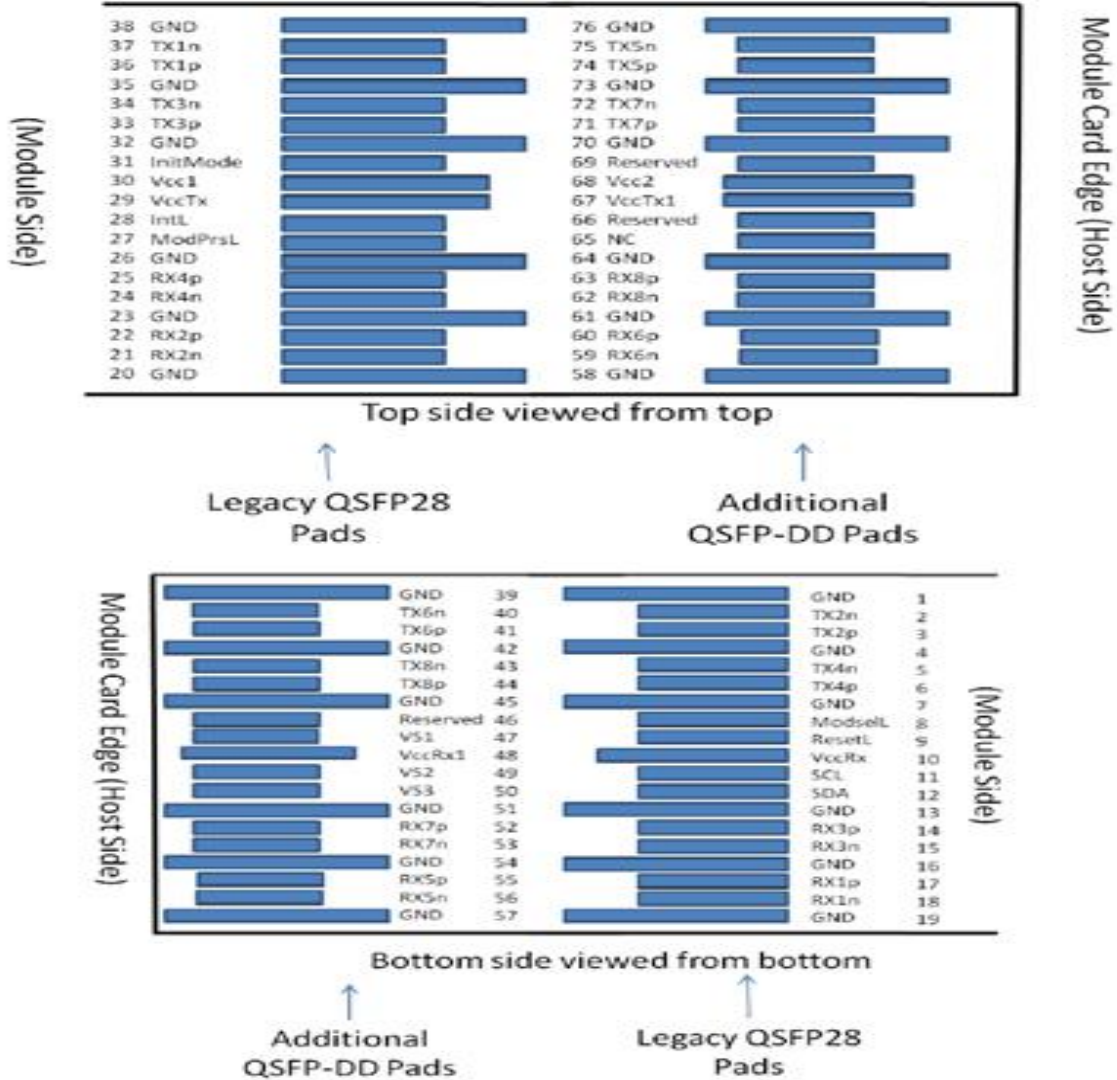 38 GND 76 GND
37 TX1n 75 TX5n
36 TX1p 74 TX5p
35 GND 73 GND
34 TX3n 72 TX7n
33 TX3p 71 TX7p
32 GND 70 GND
31 InitMode 69 Reserved
30 Vcc1 68 Vcc2
29 VccTx 67 VccTx1
28 IntL 66 Reserved
27 ModPrsL 65 NC
26 GND 64 GND
25 RX4p 63 RX8p
24 RX4n 62 RX8n
23 GND 61 GND
22 RX2p 60 RX6p
21 RX2n 59 RX6n
20 GND 58 GND
(Module Side)
Module Card Edge (Host Side)
Top side viewed from top
Legacy QSFP28
Pads
Additional
QSFP-DD Pads
Module Card Edge (Host Side)
GND 39 GND 1
TX6n 40 TX2n 2
TX6p 41 TX2p 3
GND 42 GND 4
TX8n 43 TX4n 5
TX8p 44 TX4p 6
GND 45 GND 7
Reserved 46 ModselL 8
VS1 47 ResetL 9
VccRx1 48 VccRx 10
VS2 49 SCL 11
VS3 50 SDA 12
GND 51 GND 13
RX7p 52 RX3p 14
RX7n 53 RX3n 15
GND 54 GND 16
RX5p 55 RX1p 17
RX5n 56 RX1n 18
GND 57 GND 19
(Module Side)
Bottom side viewed from bottom
Additional
QSFP-DD Pads
Legacy QSFP28
Pads